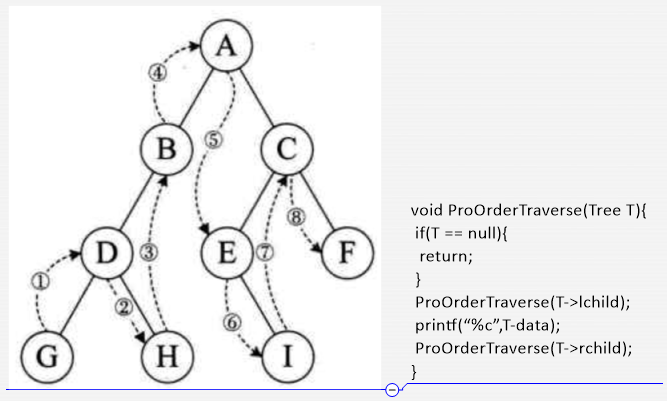 A
④
⑤
B
C
⑧
D
③
E
⑦
F
①
②
⑥
G
H
I
void ProOrderTraverse(Tree T){
if(T == null){
return;
}
ProOrderTraverse(T->lchild);
printf(“%c”,T-data);
ProOrderTraverse(T->rchild);
}